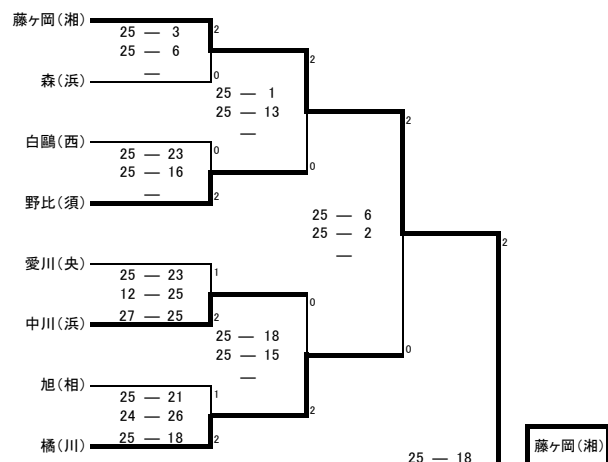 藤ヶ岡(湘)
25 ― 3
2
25 ― 6
2
―
森(浜)
0
25 ― 1
25 ― 13
―
2
白鷗(西)
25 ― 23
0
0
25 ― 16
―
野比(須)
2
25 ― 6
25 ― 2
―
2
愛川(央)
25 ― 23
1
12 ― 25
0
27 ― 25
中川(浜)
2
25 ― 18
25 ― 15
―
0
旭(相)
25 ― 21
1
24 ― 26
2
25 ― 18
橘(川)
2
藤ヶ岡(湘)
25 ― 18